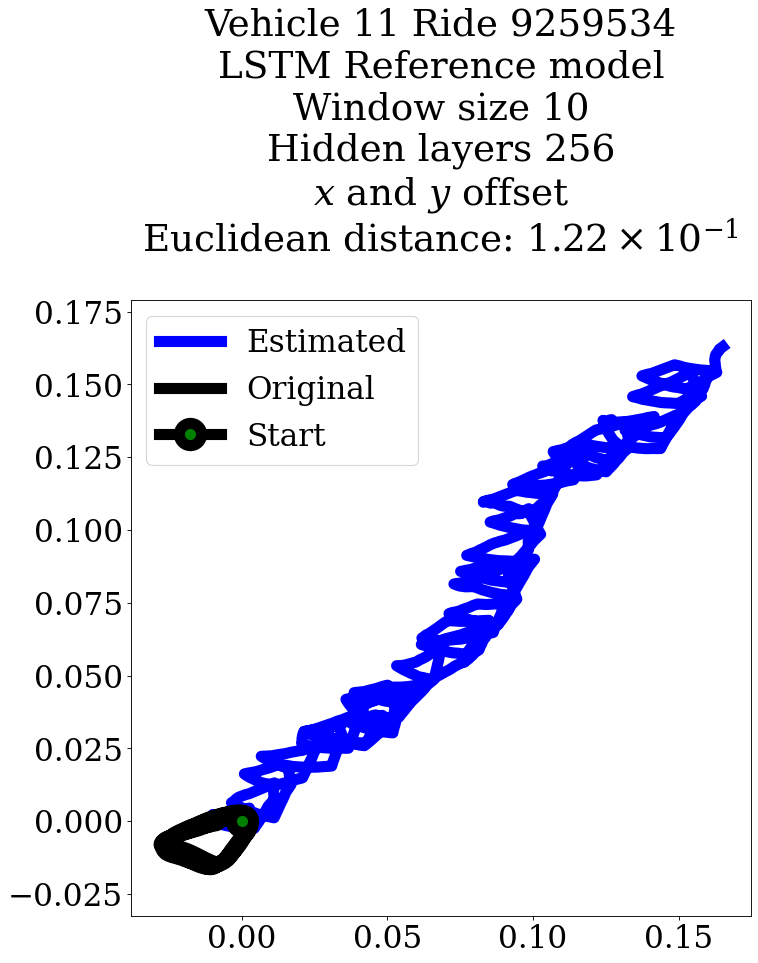 Vehicle 11 Ride 9259534
LSTM Reference model
Window size 10
Hidden layers 256
x and y offset
Euclidean distance: 1.22 × 10⁻¹
0.175
Estimated
0.150
Original
0.125
Start
0.100
0.075
0.050
0.025
0.000
−0.025
0.00 0.05 0.10 0.15